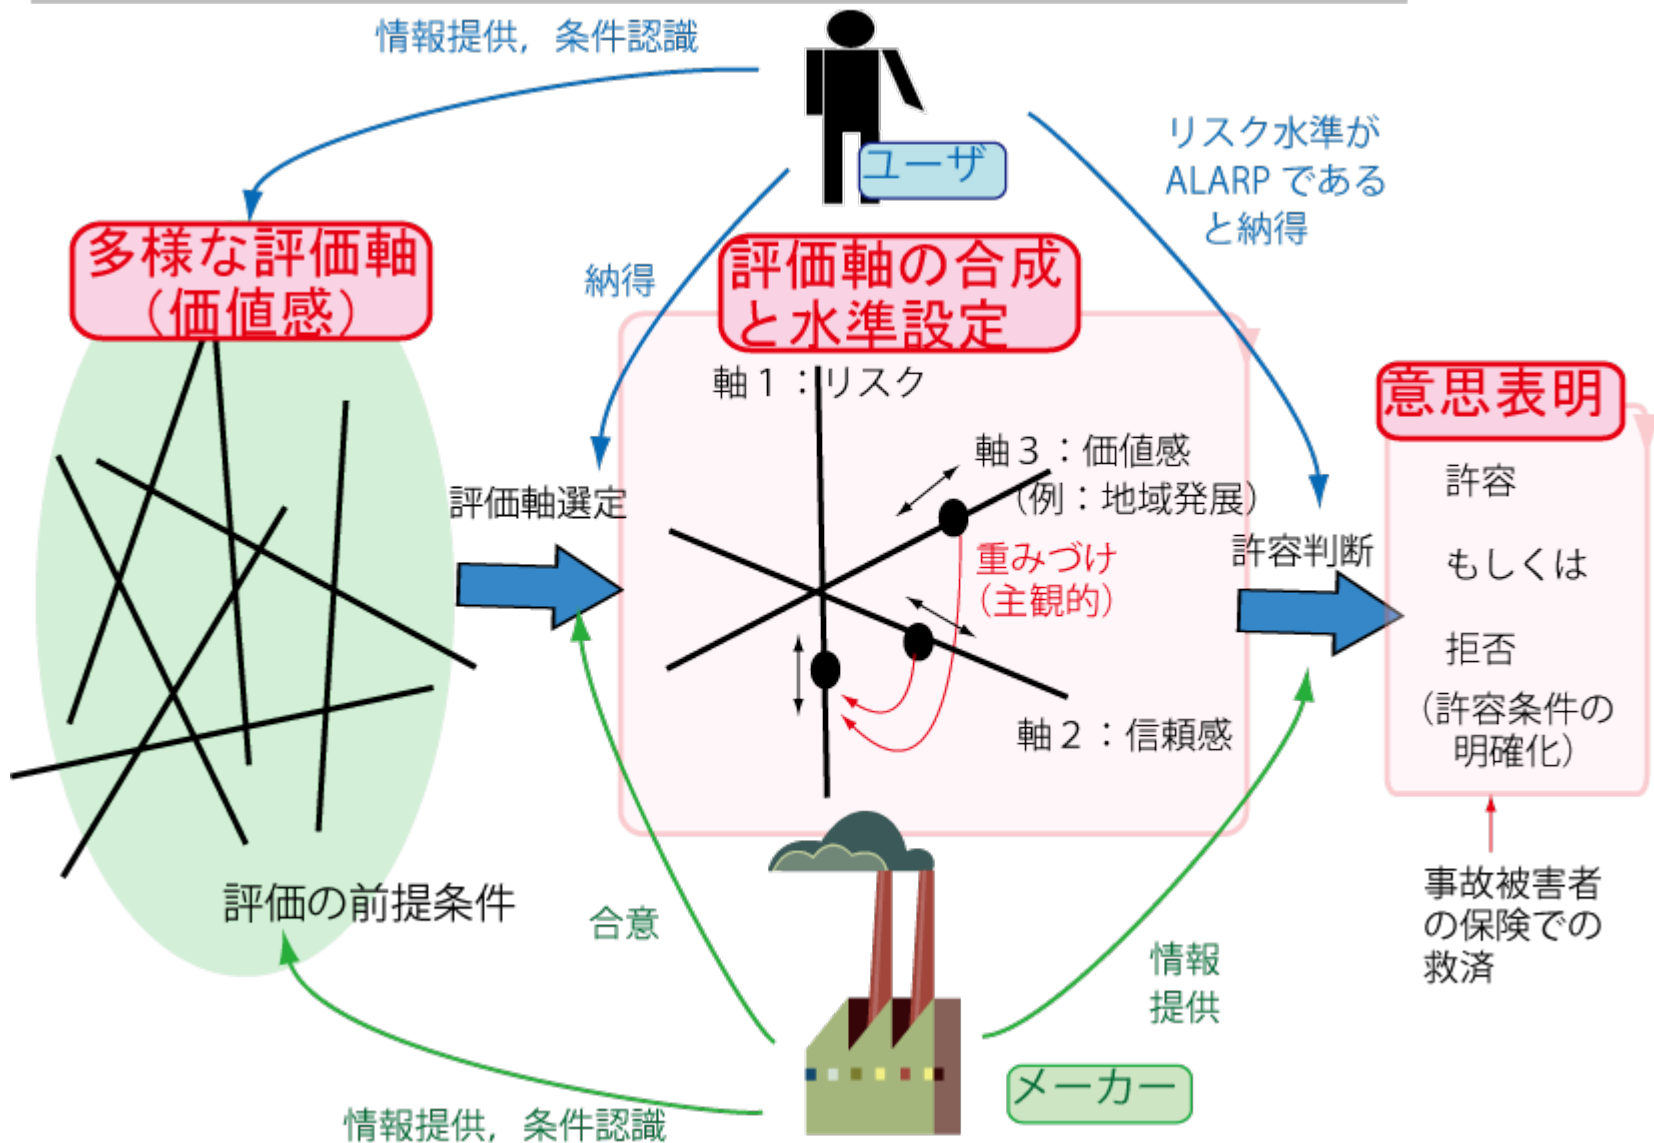 情報提供，条件認識
ユーザ
リスク水準が
ALARP である
と納得
多様な評価軸
（価値感）
納得
評価軸の合成
と水準設定
軸１：リスク
軸３：価値感
（例：地域発展）
評価軸選定
重みづけ
（主観的）
軸２：信頼感
許容判断
意思表明
許容
もしくは
拒否
（許容条件の
明確化）
評価の前提条件
合意
情報
提供
事故被害者
の保険での
救済
メーカー
情報提供，条件認識